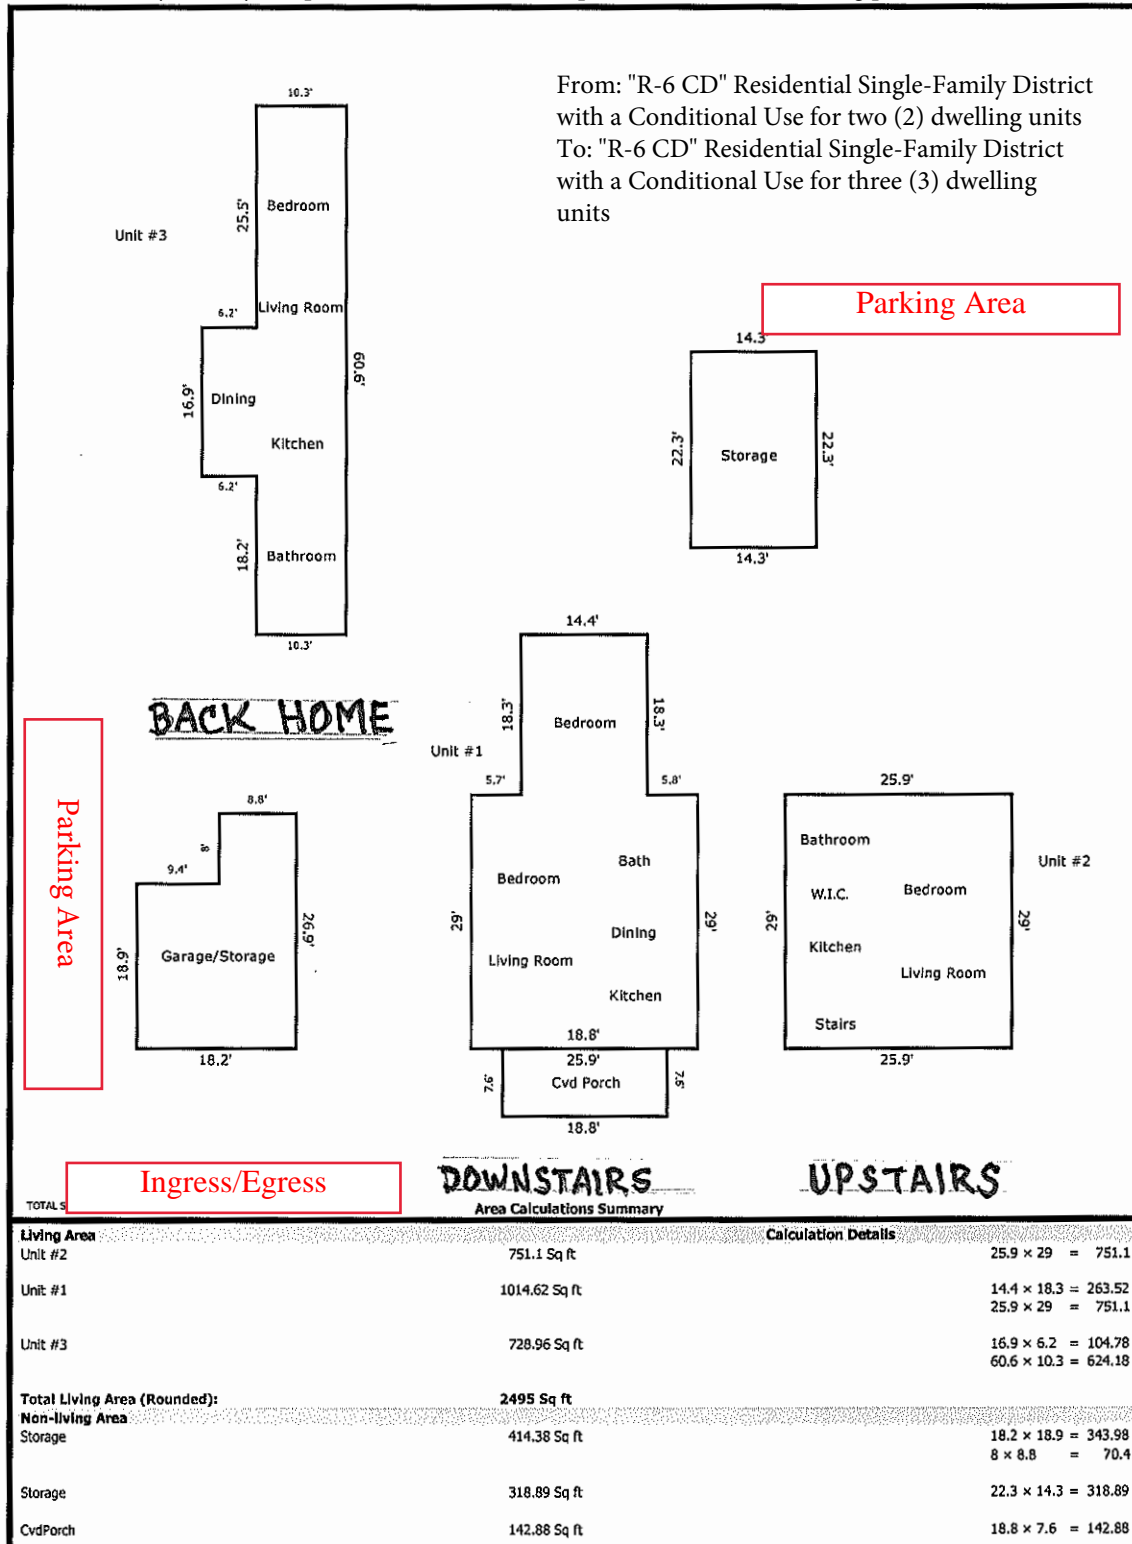 From: "R-6 CD" Residential Single-Family District
with a Conditional Use for two (2) dwelling units
To: "R-6 CD" Residential Single-Family District
with a Conditional Use for three (3) dwelling
units
10.3'
25.5'
Bedroom
Unit #3
Living Room
6.2'
60.6'
16.9'
Dining
Kitchen
6.2'
18.2'
Bathroom
10.3'
BACK HOME
Parking Area
14.3'
22.3'
Storage
22.3'
14.3'
Parking Area
8.8'
8'
9.4'
18.9'
Garage/Storage
26.9'
18.2'
14.4'
18.3'
Bedroom
18.3'
Unit #1
5.7'
5.8'
Bath
Bedroom
29'
Dining
29'
Living Room
Kitchen
18.8'
25.9'
7.6'
Cvd Porch
7.6'
18.8'
25.9'
Bathroom
Unit #2
W.I.C.
Bedroom
29'
29'
Kitchen
Living Room
Stairs
25.9'
Ingress/Egress
DOWNSTAIRS
UPSTAIRS
TOTAL S
Area Calculations Summary
Living Area Calculation Details
Unit #2 751.1 Sq ft 25.9 × 29 = 751.1
Unit #1 1014.62 Sq ft 14.4 × 18.3 = 263.52
25.9 × 29 = 751.1
Unit #3 728.96 Sq ft 16.9 × 6.2 = 104.78
60.6 × 10.3 = 624.18
Total Living Area (Rounded): 2495 Sq ft
Non-living Area
Storage 414.38 Sq ft 18.2 × 18.9 = 343.98
8 × 8.8 = 70.4
Storage 318.89 Sq ft 22.3 × 14.3 = 318.89
CvdPorch 142.88 Sq ft 18.8 × 7.6 = 142.88